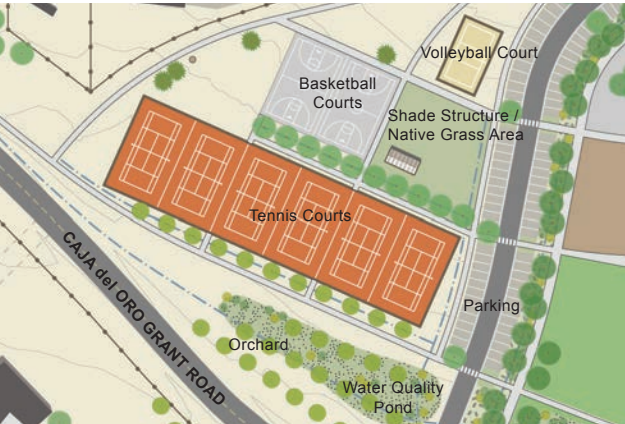 Volleyball Court
Basketball
Courts
Shade Structure /
Native Grass Area
Tennis Courts
CAJA del ORO GRANT ROAD
Parking
Orchard
Water Quality
Pond